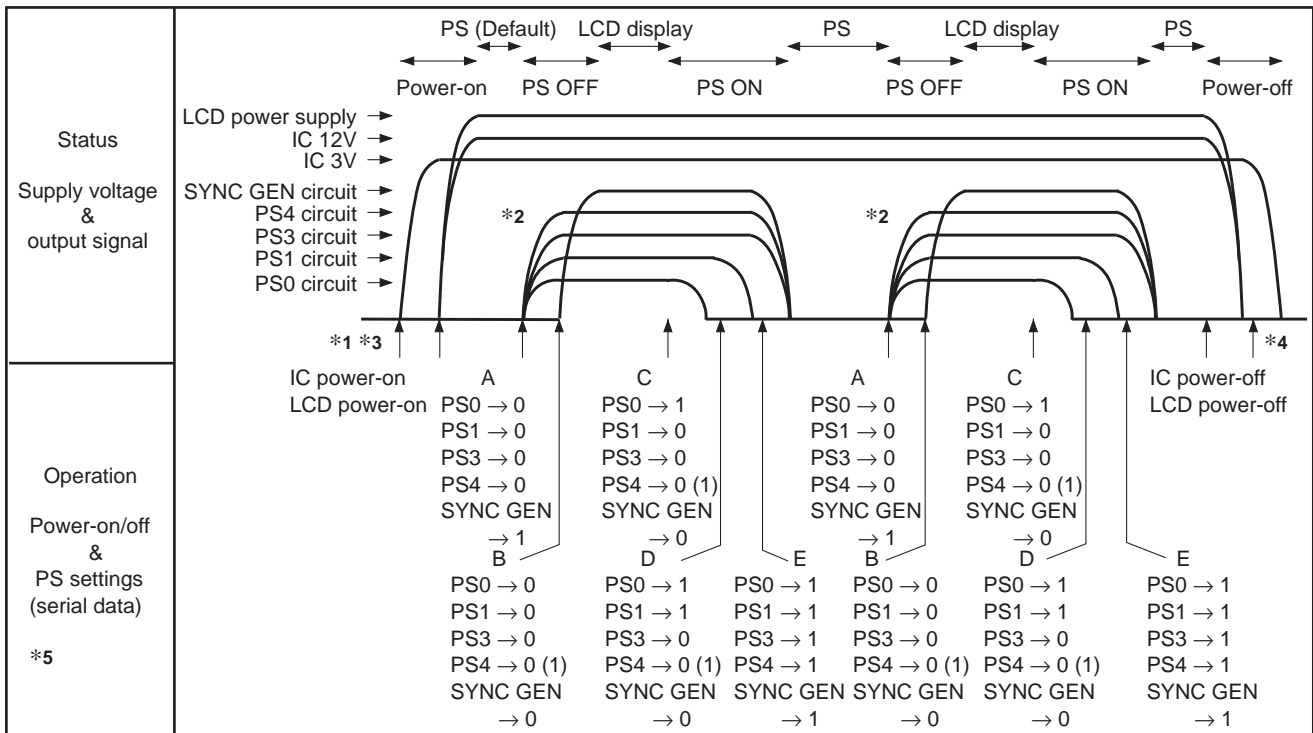 PS (Default) LCD display PS LCD display PS
Power-on PS OFF PS ON PS OFF PS ON Power-off
Status
Supply voltage
&
output signal
LCD power supply
IC 12V
IC 3V
SYNC GEN circuit
PS4 circuit
PS3 circuit
PS1 circuit
PS0 circuit
*2 *2
*1 *3 *4
Operation
Power-on/off
&
PS settings
(serial data)
*5
IC power-on
LCD power-on
A
PS0 → 0
PS1 → 0
PS3 → 0
PS4 → 0
SYNC GEN
→ 1
C
PS0 → 1
PS1 → 0
PS3 → 0
PS4 → 0 (1)
SYNC GEN
→ 0
A
PS0 → 0
PS1 → 0
PS3 → 0
PS4 → 0
SYNC GEN
→ 1
C
PS0 → 1
PS1 → 0
PS3 → 0
PS4 → 0 (1)
SYNC GEN
→ 0
IC power-off
LCD power-off
B
PS0 → 0
PS1 → 0
PS3 → 0
PS4 → 0 (1)
SYNC GEN
→ 0
D
PS0 → 1
PS1 → 1
PS3 → 0
PS4 → 0 (1)
SYNC GEN
→ 0
E
PS0 → 1
PS1 → 1
PS3 → 1
PS4 → 1
SYNC GEN
→ 1
B
PS0 → 0
PS1 → 0
PS3 → 0
PS4 → 0 (1)
SYNC GEN
→ 0
D
PS0 → 1
PS1 → 1
PS3 → 0
PS4 → 0 (1)
SYNC GEN
→ 0
E
PS0 → 1
PS1 → 1
PS3 → 1
PS4 → 1
SYNC GEN
→ 1